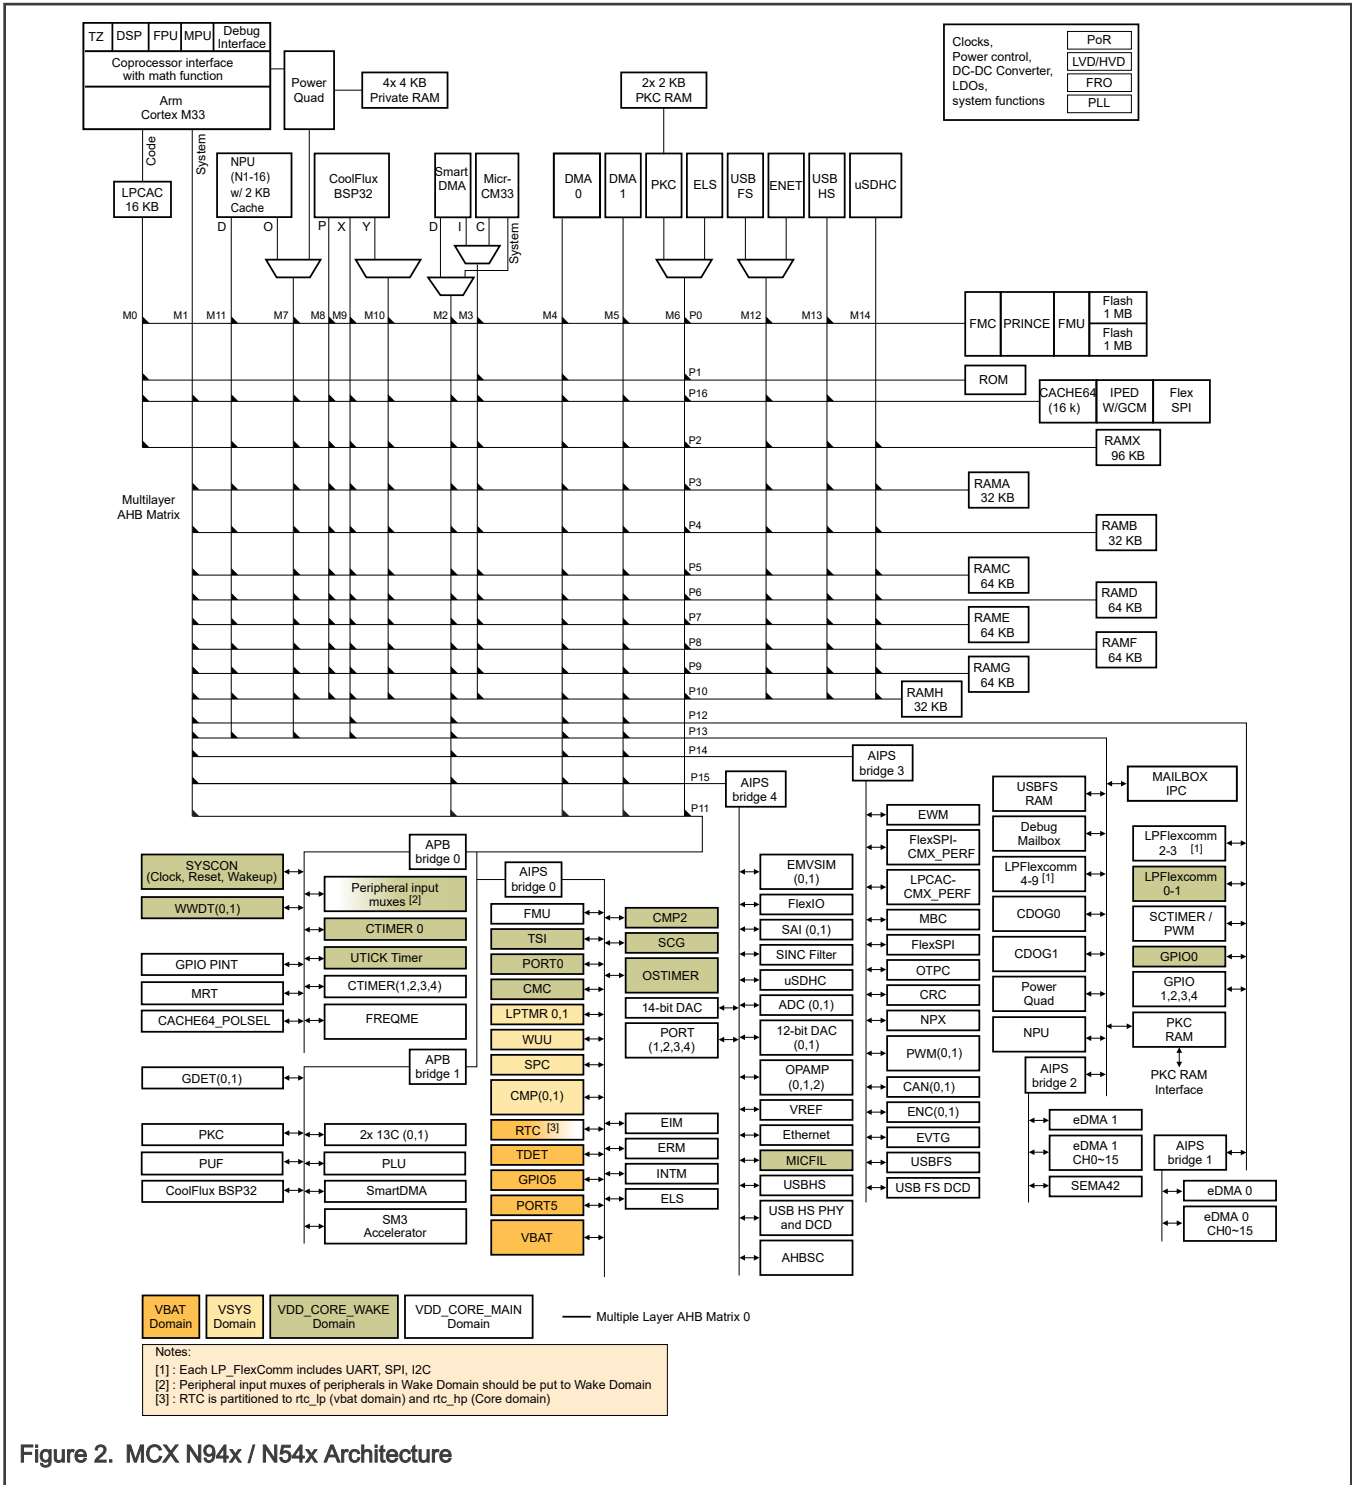 TZ
DSP
FPU
MPU
Debug
Interface
Coprocessor interface
with math function
Arm
Cortex M33
Power
Quad
4x 4 KB
Private RAM
2x 2 KB
PKC RAM
Clocks,
Power control,
DC-DC Converter,
LDOs,
system functions
PoR
LVD/HVD
FRO
PLL
Code
System
LPCAC
16 KB
NPU
(N1-16)
w/ 2 KB
Cache
CoolFlux
BSP32
Smart
DMA
Micr-
CM33
DMA
0
DMA
1
PKC
ELS
USB
FS
ENET
USB
HS
uSDHC
D
O
P
X
Y
D
I
C
System
M0
M1
M11
M7
M8
M9
M10
M2
M3
M4
M5
M6
P0
M12
M13
M14
FMC
PRINCE
FMU
Flash
1 MB
Flash
1 MB
P1
ROM
P16
CACHE64
(16 k)
IPED
W/GCM
Flex
SPI
P2
RAMX
96 KB
Multilayer
AHB Matrix
P3
RAMA
32 KB
P4
RAMB
32 KB
P5
RAMC
64 KB
P6
RAMD
64 KB
P7
RAME
64 KB
P8
RAMF
64 KB
P9
RAMG
64 KB
P10
RAMH
32 KB
P12
P13
P14
P15
P11
AIPS
bridge 3
AIPS
bridge 4
APB
bridge 0
AIPS
bridge 0
SYSCON
(Clock, Reset, Wakeup)
WWDT(0,1)
GPIO PINT
MRT
CACHE64_POLSEL
Peripheral input
muxes [2]
CTIMER 0
UTICK Timer
CTIMER(1,2,3,4)
FREQME
APB
bridge 1
GDET(0,1)
PKC
PUF
CoolFlux BSP32
2x 13C (0,1)
PLU
SmartDMA
SM3
Accelerator
FMU
TSI
PORT0
CMC
LPTMR 0,1
WUU
SPC
CMP(0,1)
RTC [3]
TDET
GPIO5
PORT5
VBAT
CMP2
SCG
OSTIMER
14-bit DAC
PORT
(1,2,3,4)
EIM
ERM
INTM
ELS
EMVSIM
(0,1)
FlexIO
SAI (0,1)
SINC Filter
uSDHC
ADC (0,1)
12-bit DAC
(0,1)
OPAMP
(0,1,2)
VREF
Ethernet
MICFIL
USBHS
USB HS PHY
and DCD
AHBSC
EWM
FlexSPI-
CMX_PERF
LPCAC-
CMX_PERF
MBC
FlexSPI
OTPC
CRC
NPX
PWM(0,1)
CAN(0,1)
ENC(0,1)
EVTG
USBFS
USB FS DCD
USBFS
RAM
Debug
Mailbox
LPFlexcomm
4-9 [1]
CDOG0
CDOG1
Power
Quad
NPU
AIPS
bridge 2
eDMA 1
eDMA 1
CH0~15
SEMA42
MAILBOX
IPC
LPFlexcomm
2-3 [1]
LPFlexcomm
0-1
SCTIMER /
PWM
GPIO0
GPIO
1,2,3,4
PKC
RAM
PKC RAM
Interface
AIPS
bridge 1
eDMA 0
eDMA 0
CH0~15
VBAT
Domain
VSYS
Domain
VDD_CORE_WAKE
Domain
VDD_CORE_MAIN
Domain
Multiple Layer AHB Matrix 0
Notes:
[1] : Each LP_FlexComm includes UART, SPI, I2C
[2] : Peripheral input muxes of peripherals in Wake Domain should be put to Wake Domain
[3] : RTC is partitioned to rtc_lp (vbat domain) and rtc_hp (Core domain)
Figure 2. MCX N94x / N54x Architecture